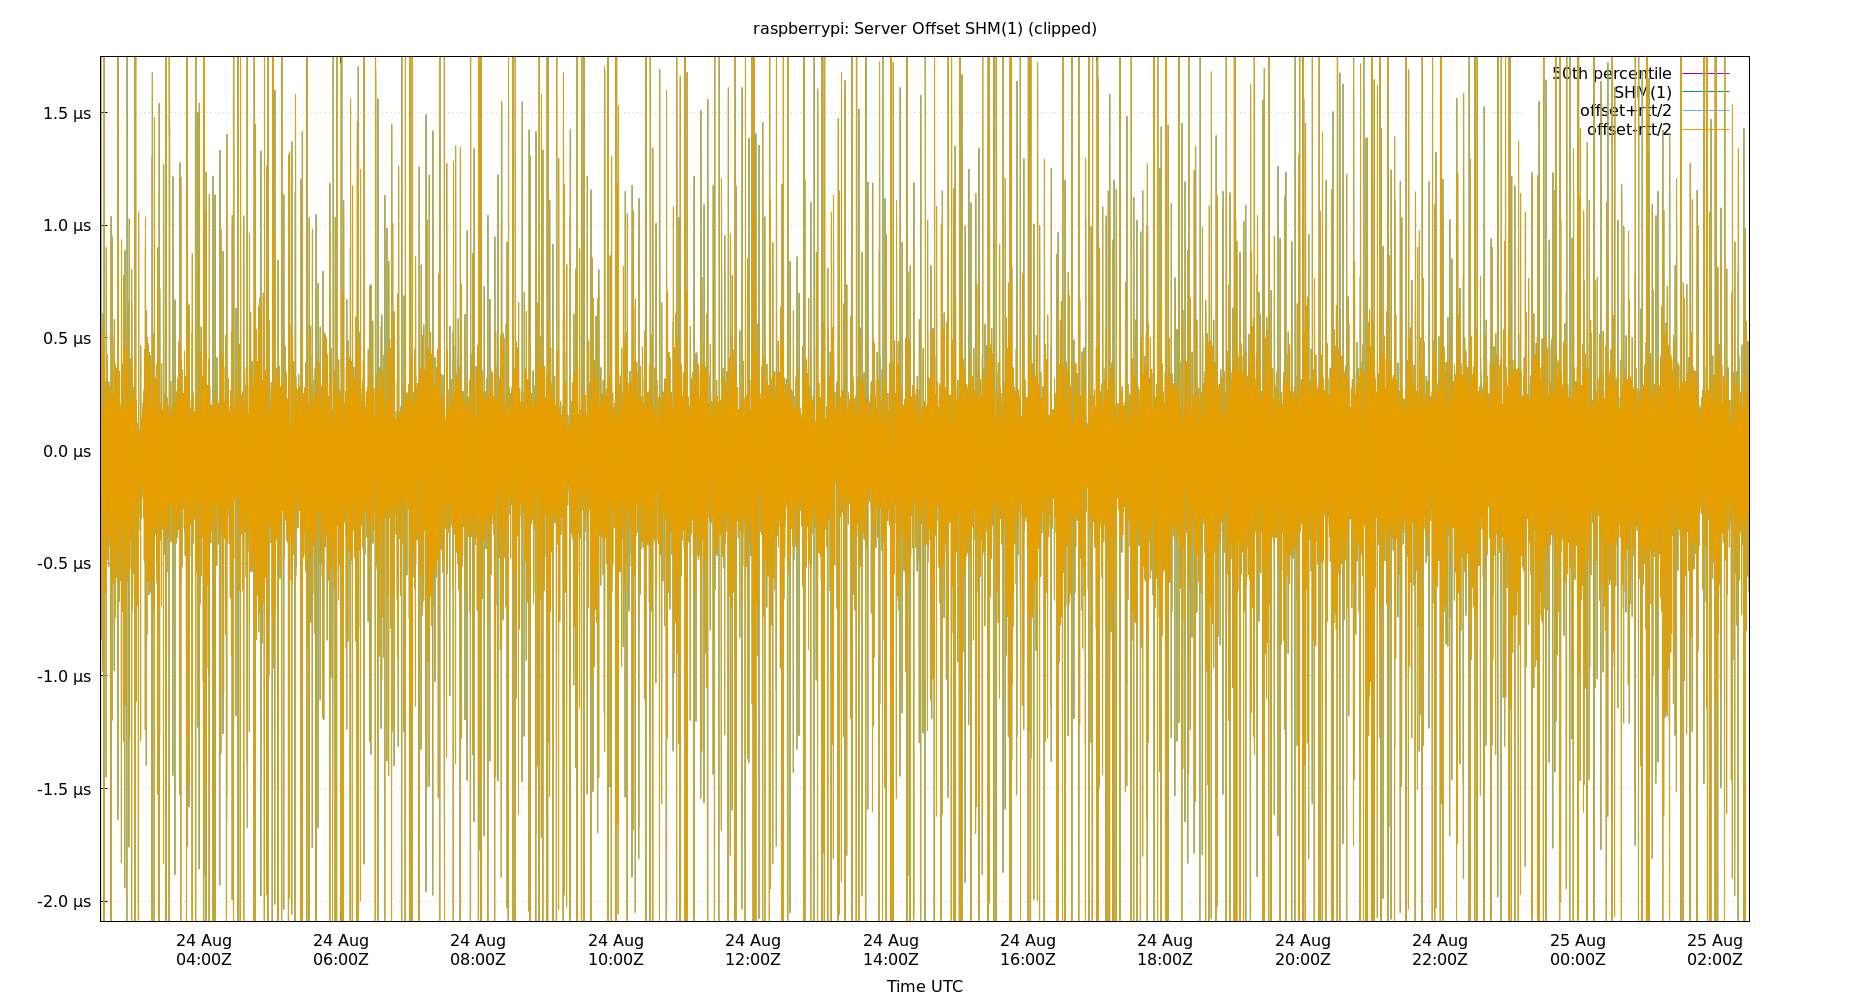 raspberrypi: Server Offset SHM(1) (clipped)
50th percentile
SHM(1)
offset+rtt/2
offset-rtt/2
1.5 μs
1.0 μs
0.5 μs
0.0 μs
-0.5 μs
-1.0 μs
-1.5 μs
-2.0 μs
24 Aug 24 Aug 24 Aug 24 Aug 24 Aug 24 Aug 24 Aug 24 Aug 24 Aug 24 Aug 25 Aug 25 Aug
04:00Z 06:00Z 08:00Z 10:00Z 12:00Z 14:00Z 16:00Z 18:00Z 20:00Z 22:00Z 00:00Z 02:00Z
Time UTC